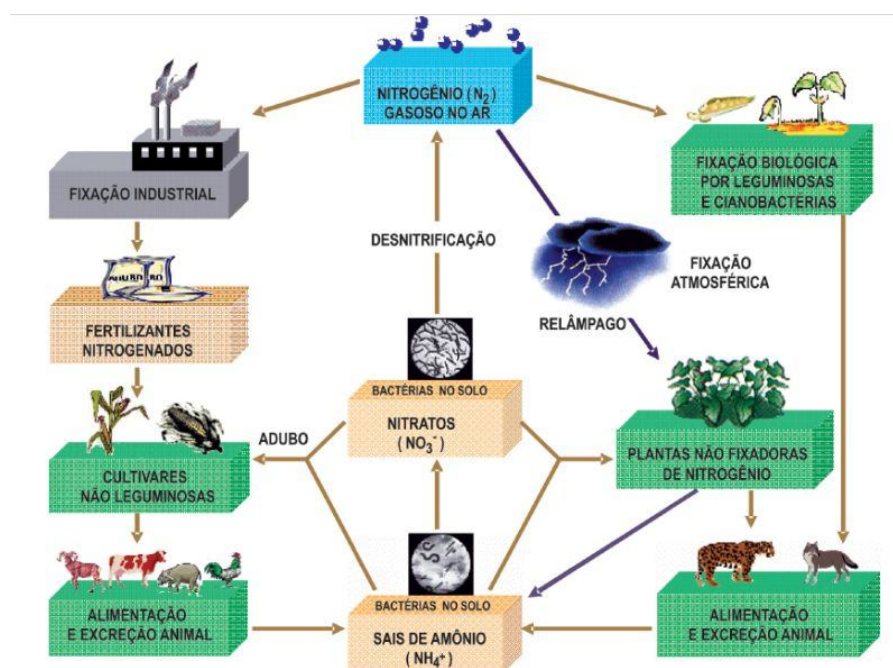 NITROGÊNIO ( N₂ )
GASOSO NO AR
FIXAÇÃO INDUSTRIAL
FIXAÇÃO BIOLÓGICA
POR LEGUMINOSAS
E CIANOBACTERIAS
DESNITRIFICAÇÃO
FIXAÇÃO
ATMOSFÉRICA
RELÂMPAGO
ADUBO
FERTILIZANTES
NITROGENADOS
BACTÉRIAS NO SOLO
NITRATOS
( NO₃⁻ )
ADUBO
CULTIVARES
NÃO LEGUMINOSAS
PLANTAS NÃO FIXADORAS
DE NITROGÊNIO
ALIMENTAÇÃO
E EXCREÇÃO ANIMAL
BACTÉRIAS NO SOLO
SAIS DE AMÔNIO
( NH₄⁺ )
ALIMENTAÇÃO
E EXCREÇÃO ANIMAL